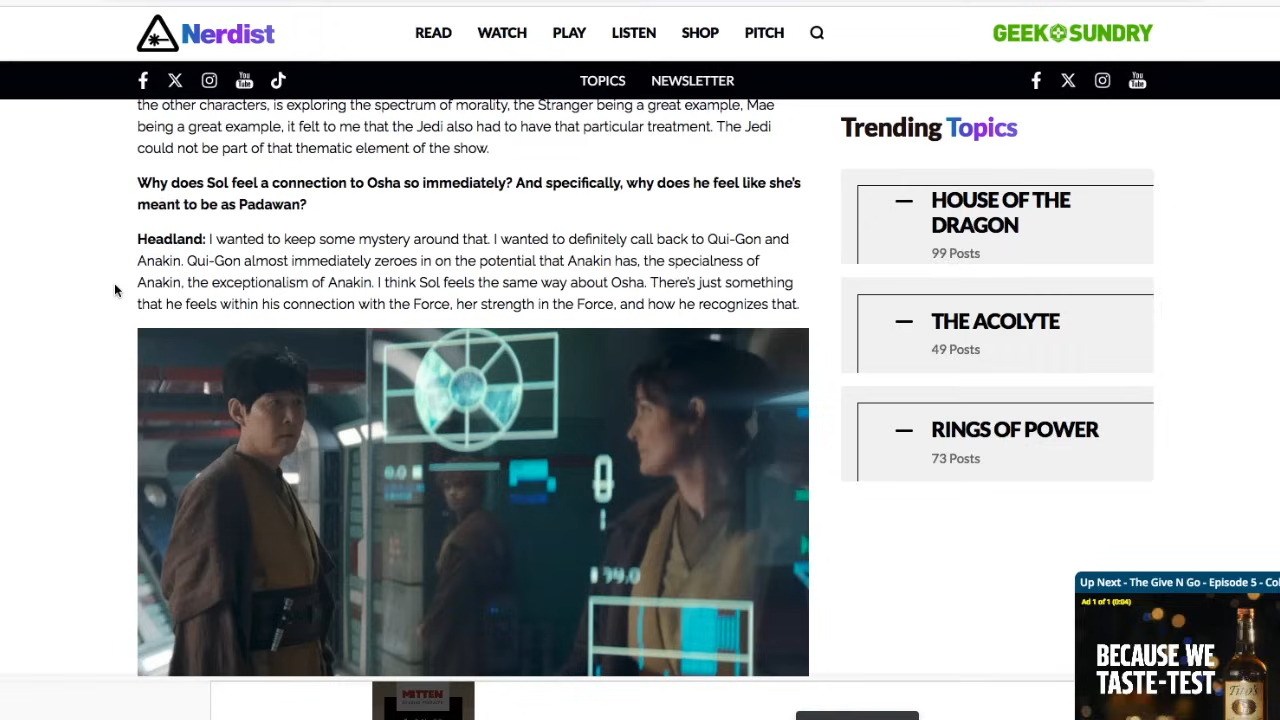 Nerdist
READ WATCH PLAY LISTEN SHOP PITCH
GEEK SUNDRY
TOPICS NEWSLETTER
the other characters, is exploring the spectrum of morality, the Stranger being a great example, Mae
being a great example, it felt to me that the Jedi also had to have that particular treatment. The Jedi
could not be part of that thematic element of the show.
Why does Sol feel a connection to Osha so immediately? And specifically, why does he feel like she's
meant to be as Padawan?
Headland: I wanted to keep some mystery around that. I wanted to definitely call back to Qui-Gon and
Anakin. Qui-Gon almost immediately zeroes in on the potential that Anakin has, the specialness of
Anakin, the exceptionalism of Anakin. I think Sol feels the same way about Osha. There's just something
that he feels within his connection with the Force, her strength in the Force, and how he recognizes that.
Trending Topics
HOUSE OF THE
DRAGON
99 Posts
THE ACOLYTE
49 Posts
RINGS OF POWER
73 Posts
Up Next - The Give N Go - Episode 5 - Col
Ad 1 of 1 (0:04)
BECAUSE WE
TASTE-TEST
Tito's
MITTEN